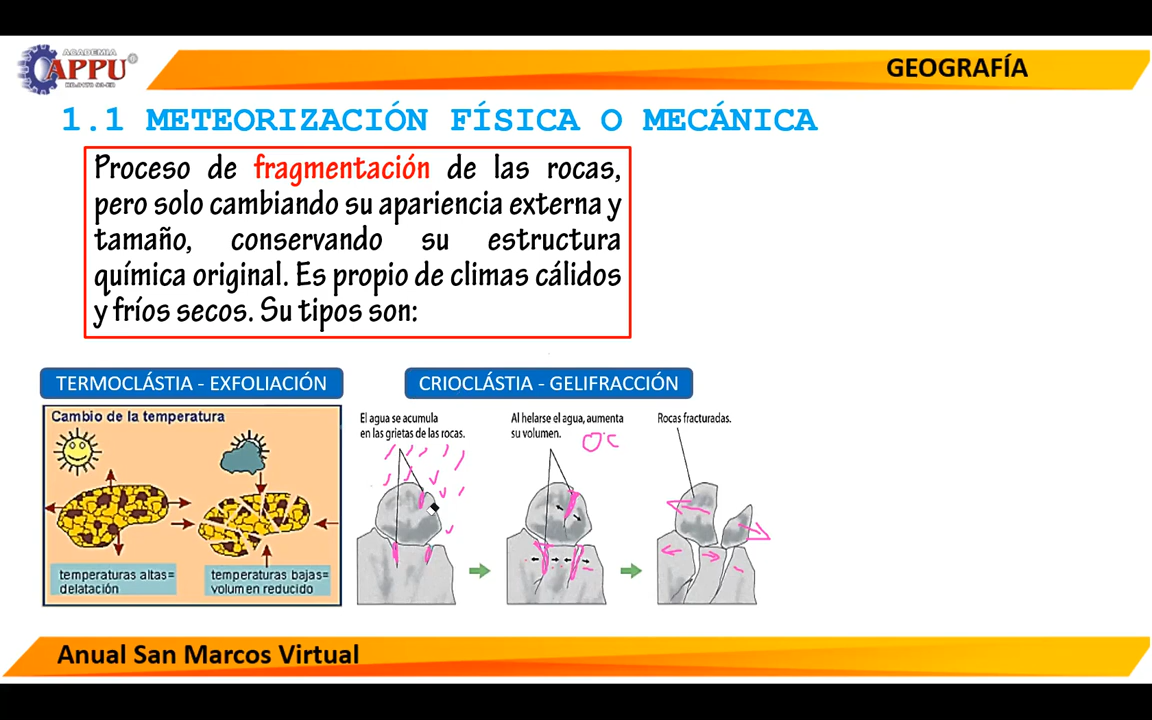 ACADEMIA
APPU
GEOGRAFÍA
1.1 METEORIZACIÓN FÍSICA O MECÁNICA
Proceso de fragmentación de las rocas,
pero solo cambiando su apariencia externa y
tamaño, conservando su estructura
química original. Es propio de climas cálidos
y fríos secos. Su tipos son:
TERMOCLÁSTIA - EXFOLIACIÓN
Cambio de la temperatura
temperaturas altas=
delatación
temperaturas bajas=
volumen reducido
CRIOCLÁSTIA - GELIFRACCIÓN
El agua se acumula
en las grietas de las rocas.
Al helarse el agua, aumenta
su volumen.
0°C
Rocas fracturadas.
Anual San Marcos Virtual